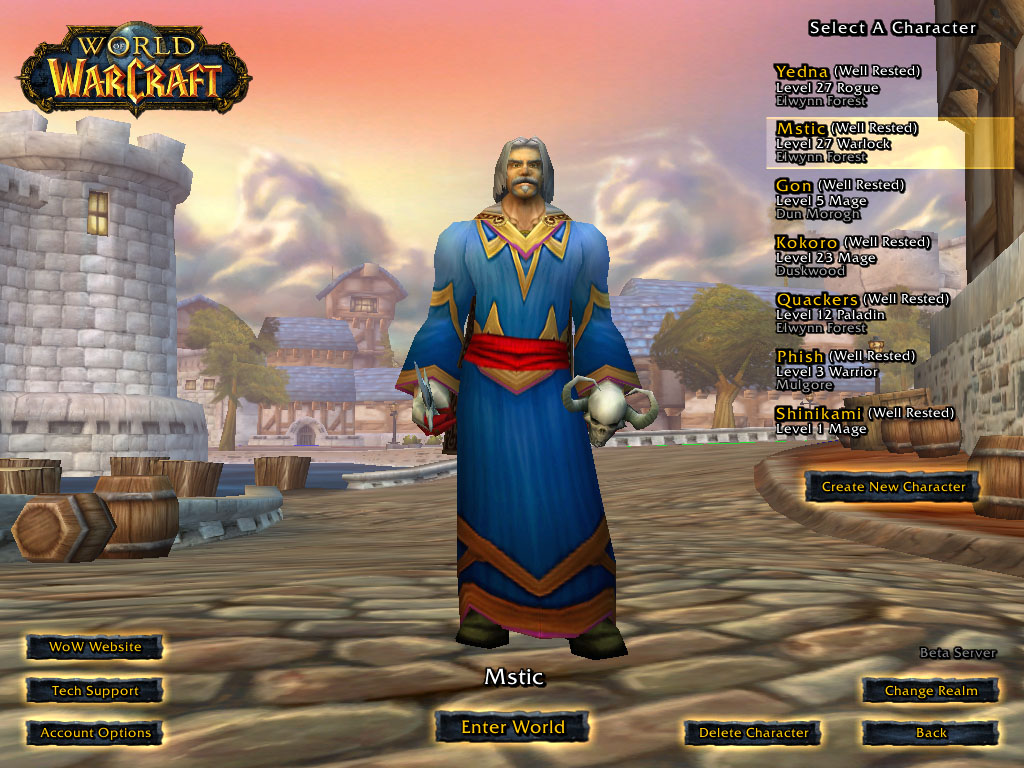 WORLD
OF
WARCRAFT
Select A Character
Yedna (Well Rested)
Level 27 Rogue
Elwynn Forest
Mstic (Well Rested)
Level 27 Warlock
Elwynn Forest
Gon (Well Rested)
Level 5 Mage
Dun Morogh
Kokoro (Well Rested)
Level 23 Mage
Duskwood
Quackers (Well Rested)
Level 12 Paladin
Elwynn Forest
Phish (Well Rested)
Level 3 Warrior
Mulgore
Shinikami (Well Rested)
Level 1 Mage
Create New Character
WoW Website
Tech Support
Account Options
Mstic
Enter World
Beta Server
Change Realm
Delete Character
Back